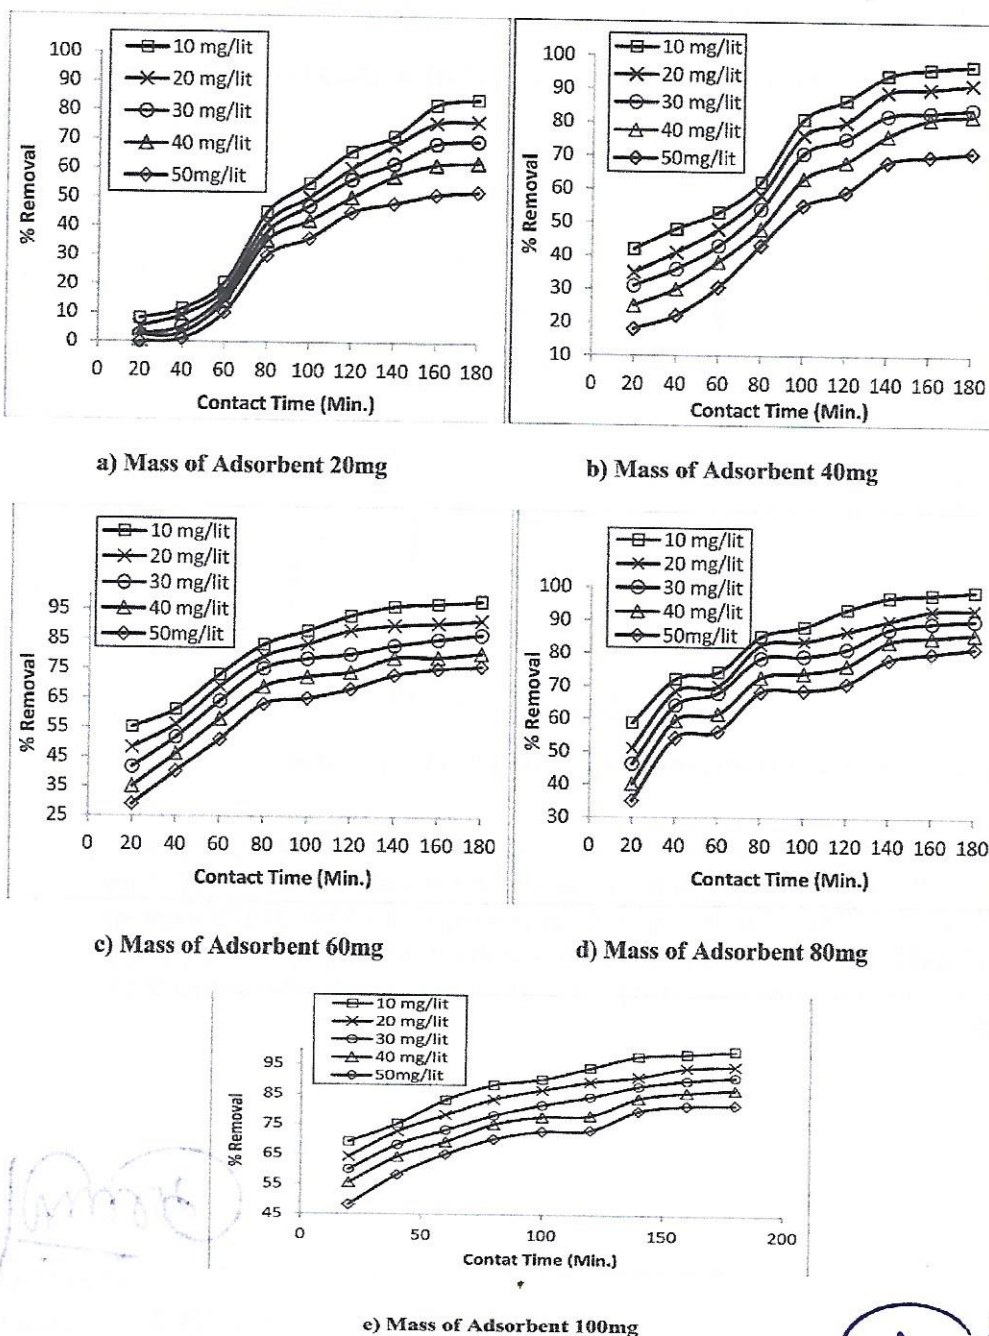 10 mg/lit
20 mg/lit
30 mg/lit
40 mg/lit
50mg/lit
% Removal
100
90
80
70
60
50
40
30
20
10
0
0 20 40 60 80 100 120 140 160 180
Contact Time (Min.)
a) Mass of Adsorbent 20mg
10 mg/lit
20 mg/lit
30 mg/lit
40 mg/lit
50mg/lit
% Removal
100
90
80
70
60
50
40
30
20
10
0 20 40 60 80 100 120 140 160 180
Contact Time (Min.)
b) Mass of Adsorbent 40mg
10 mg/lit
20 mg/lit
30 mg/lit
40 mg/lit
50mg/lit
% Removal
95
85
75
65
55
45
35
25
0 20 40 60 80 100 120 140 160 180
Contact Time (Min.)
c) Mass of Adsorbent 60mg
10 mg/lit
20 mg/lit
30 mg/lit
40 mg/lit
50mg/lit
% Removal
100
90
80
70
60
50
40
30
0 20 40 60 80 100 120 140 160 180
Contact Time (Min.)
d) Mass of Adsorbent 80mg
10 mg/lit
20 mg/lit
30 mg/lit
40 mg/lit
50mg/lit
% Removal
95
85
75
65
55
45
0 50 100 150 200
Contat Time (Min.)
e) Mass of Adsorbent 100mg